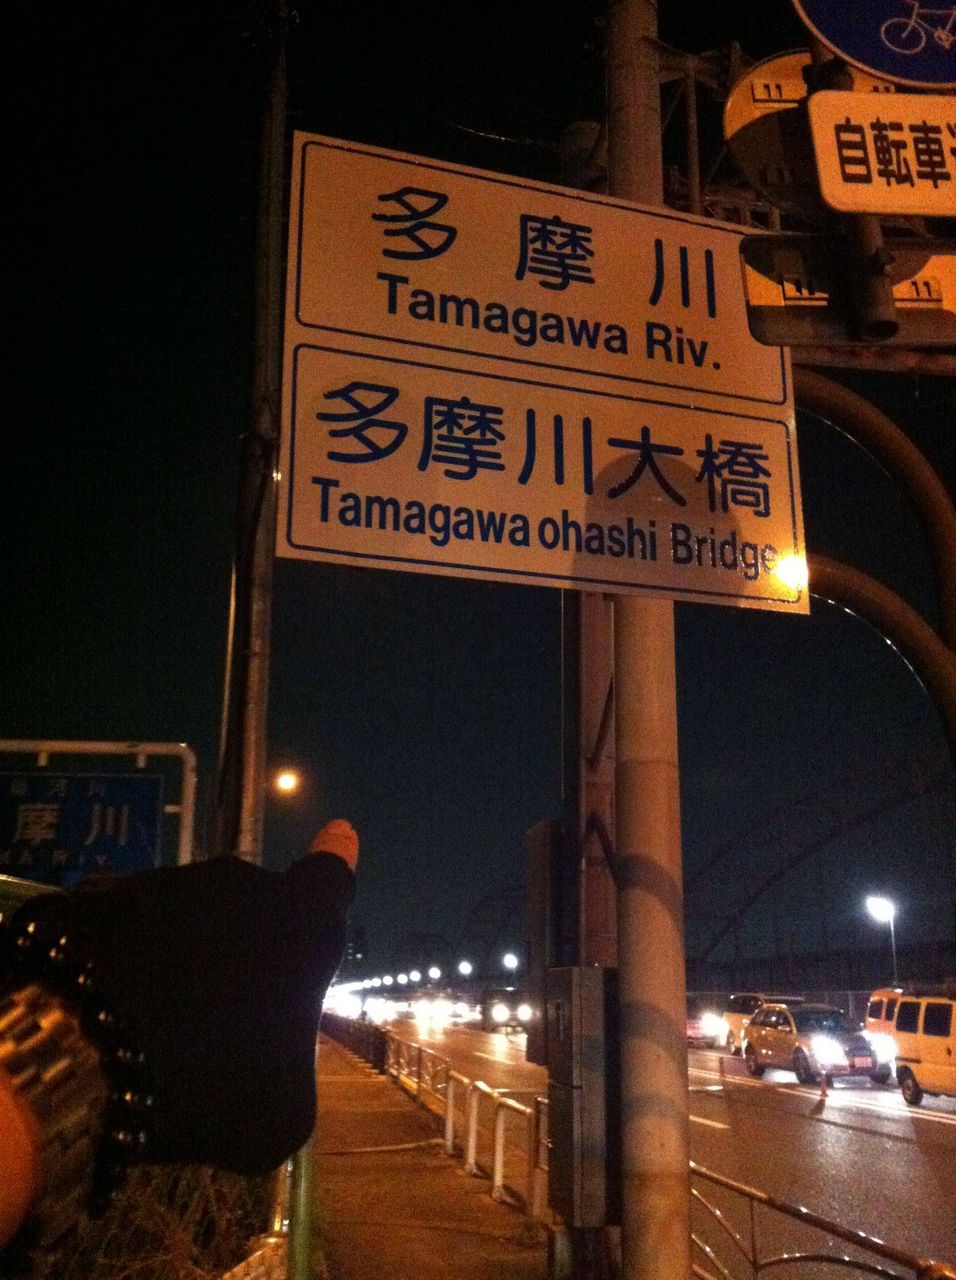 自転車
多摩川
Tamagawa Riv.
多摩川大橋
Tamagawa ohashi Bridge
摩川